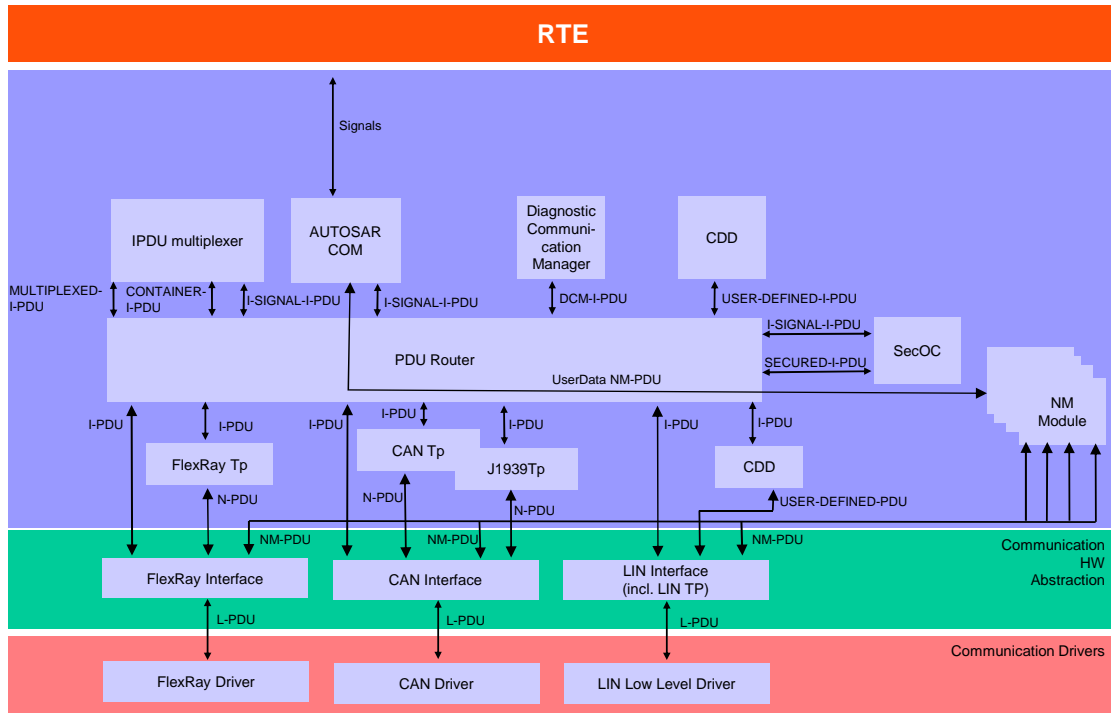 RTE
Signals
IPDU multiplexer
AUTOSAR
COM
Diagnostic
Communi-
cation
Manager
CDD
MULTIPLEXED-
I-PDU
CONTAINER-
I-PDU
I-SIGNAL-I-PDU
I-SIGNAL-I-PDU
DCM-I-PDU
USER-DEFINED-I-PDU
PDU Router
I-SIGNAL-I-PDU
SECURED-I-PDU
SecOC
UserData NM-PDU
NM
Module
I-PDU
I-PDU
I-PDU
I-PDU
I-PDU
I-PDU
I-PDU
FlexRay Tp
CAN Tp
J1939Tp
CDD
N-PDU
N-PDU
N-PDU
USER-DEFINED-PDU
NM-PDU
NM-PDU
NM-PDU
Communication
HW
Abstraction
FlexRay Interface
CAN Interface
LIN Interface
(incl. LIN TP)
L-PDU
L-PDU
L-PDU
Communication Drivers
FlexRay Driver
CAN Driver
LIN Low Level Driver